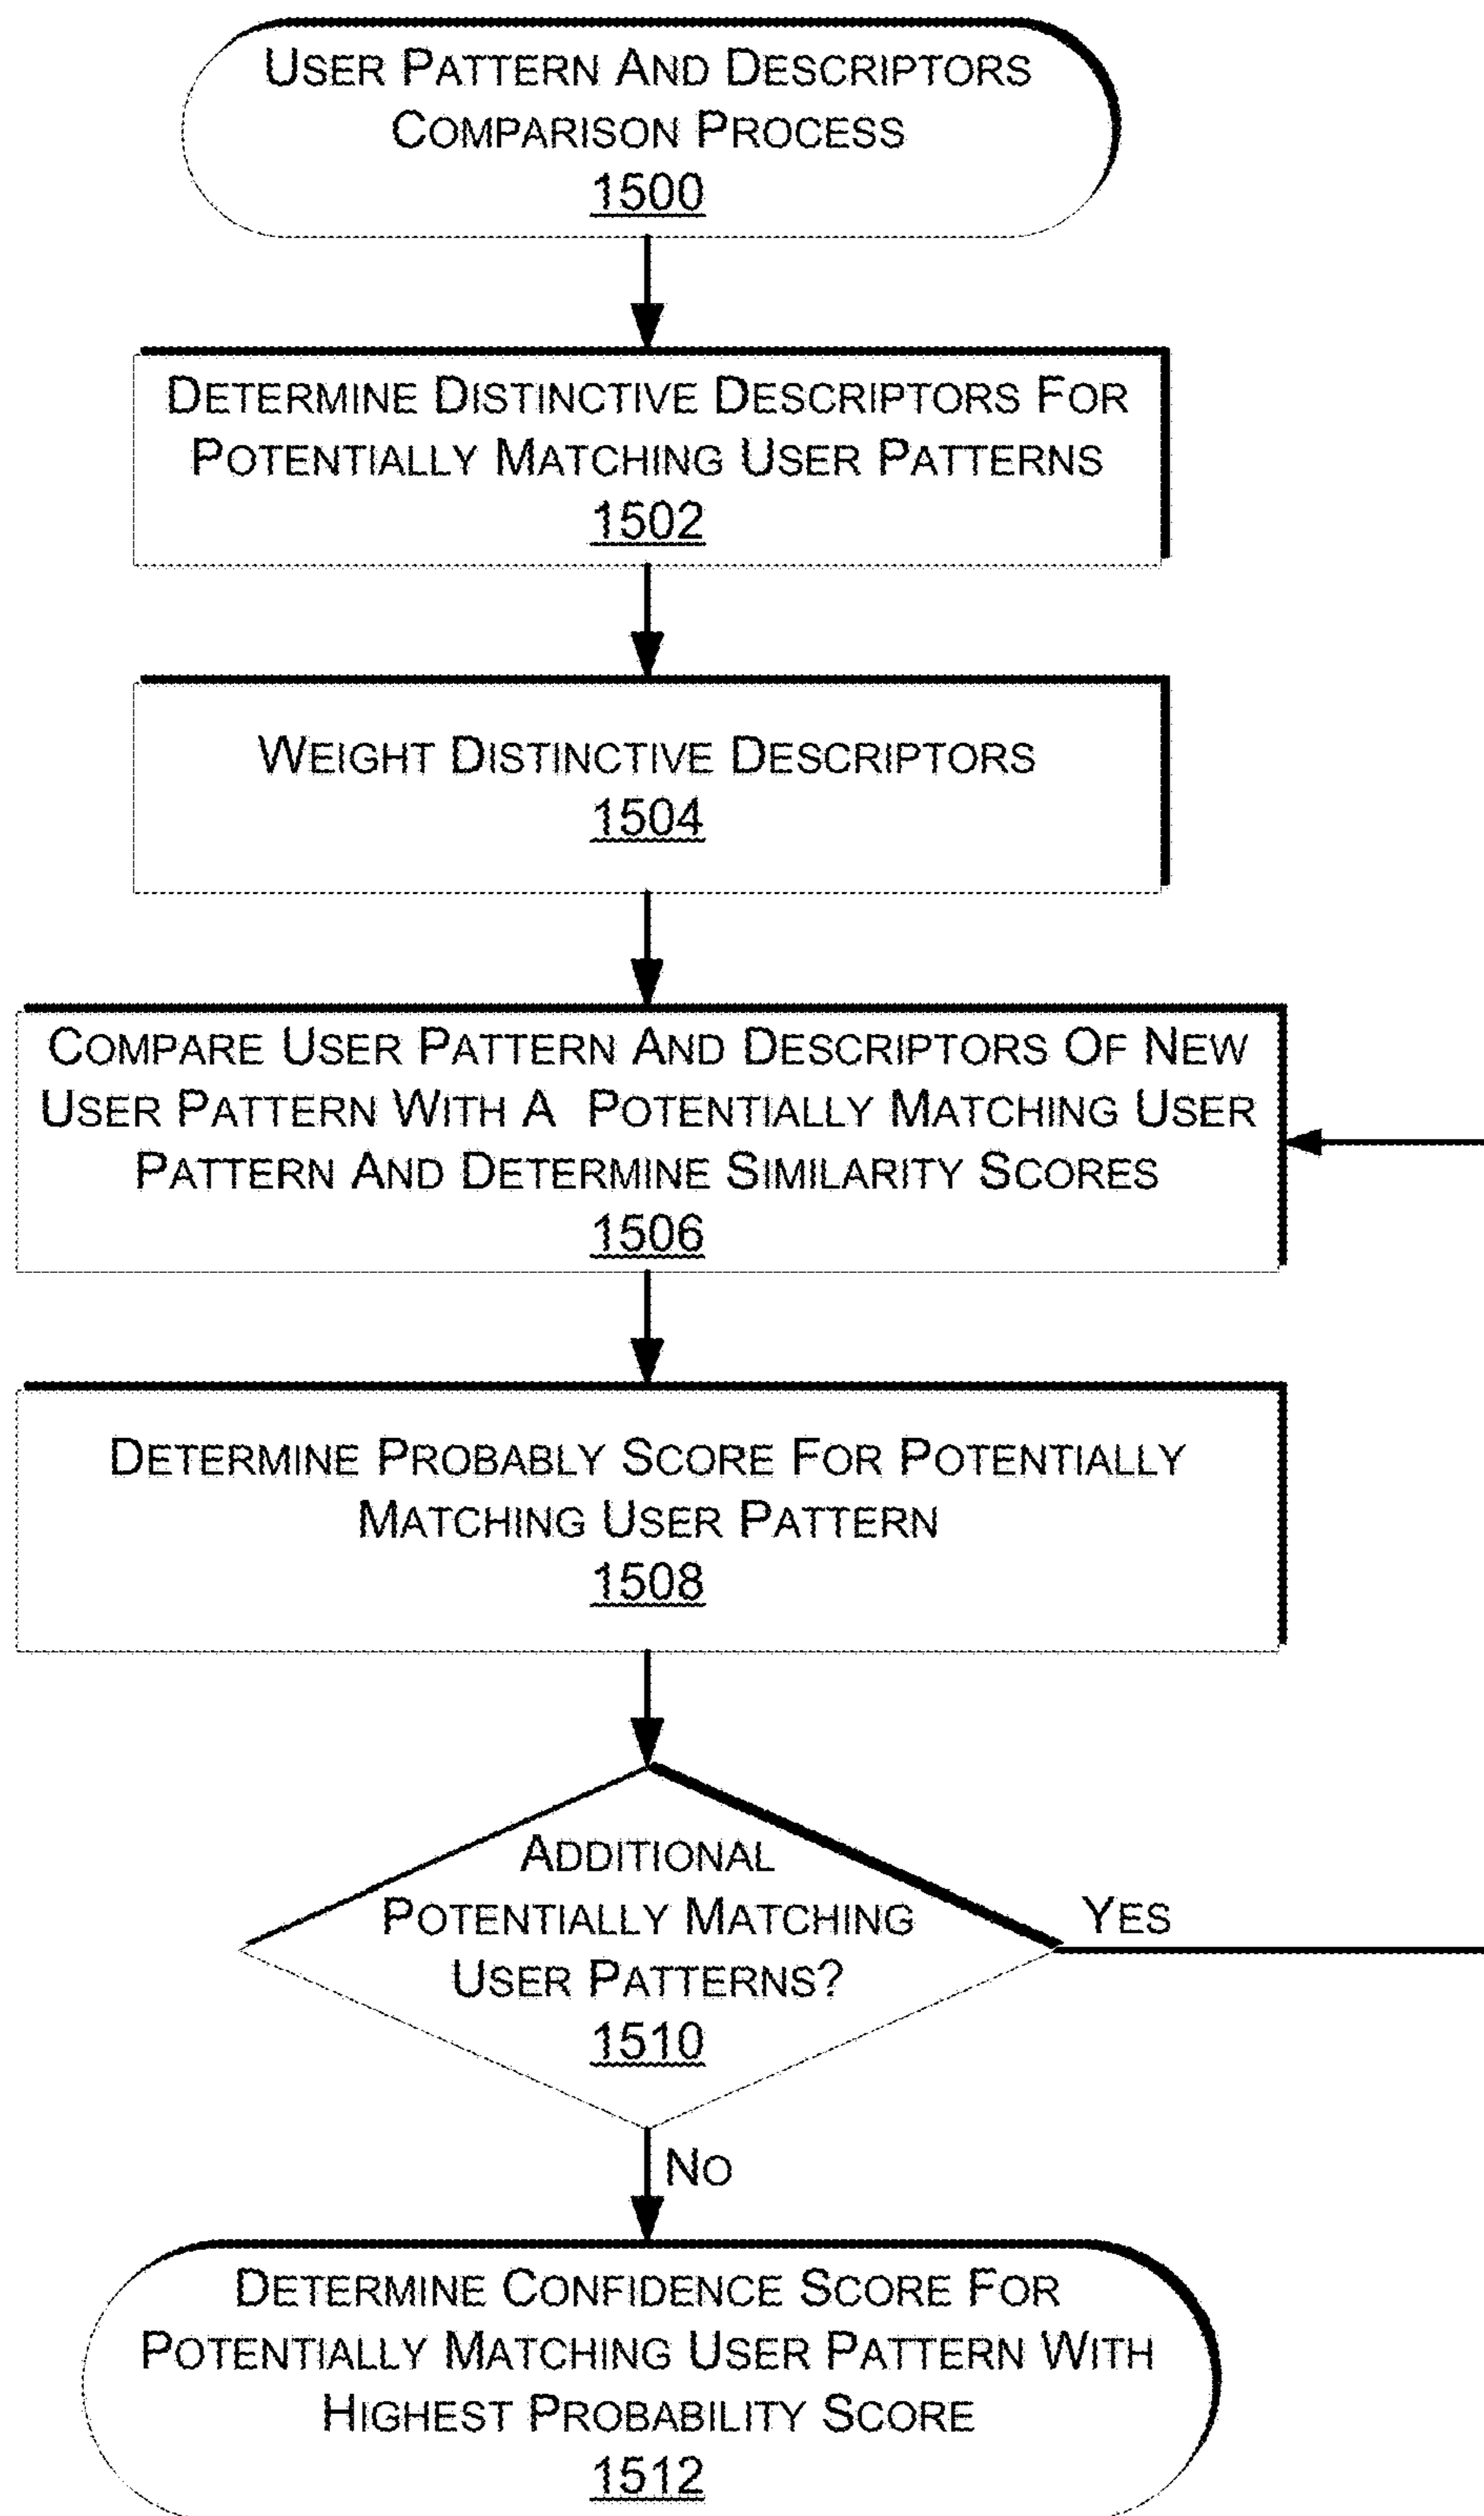 USER PATTERN AND DESCRIPTORS
COMPARISON PROCESS
1500
DETERMINE DISTINCTIVE DESCRIPTORS FOR
POTENTIALLY MATCHING USER PATTERNS
1502
WEIGHT DISTINCTIVE DESCRIPTORS
1504
COMPARE USER PATTERN AND DESCRIPTORS OF NEW
USER PATTERN WITH A POTENTIALLY MATCHING USER
PATTERN AND DETERMINE SIMILARITY SCORES
1506
DETERMINE PROBABLY SCORE FOR POTENTIALLY
MATCHING USER PATTERN
1508
ADDITIONAL
POTENTIALLY MATCHING
USER PATTERNS?
1510
YES
NO
DETERMINE CONFIDENCE SCORE FOR
POTENTIALLY MATCHING USER PATTERN WITH
HIGHEST PROBABILITY SCORE
1512